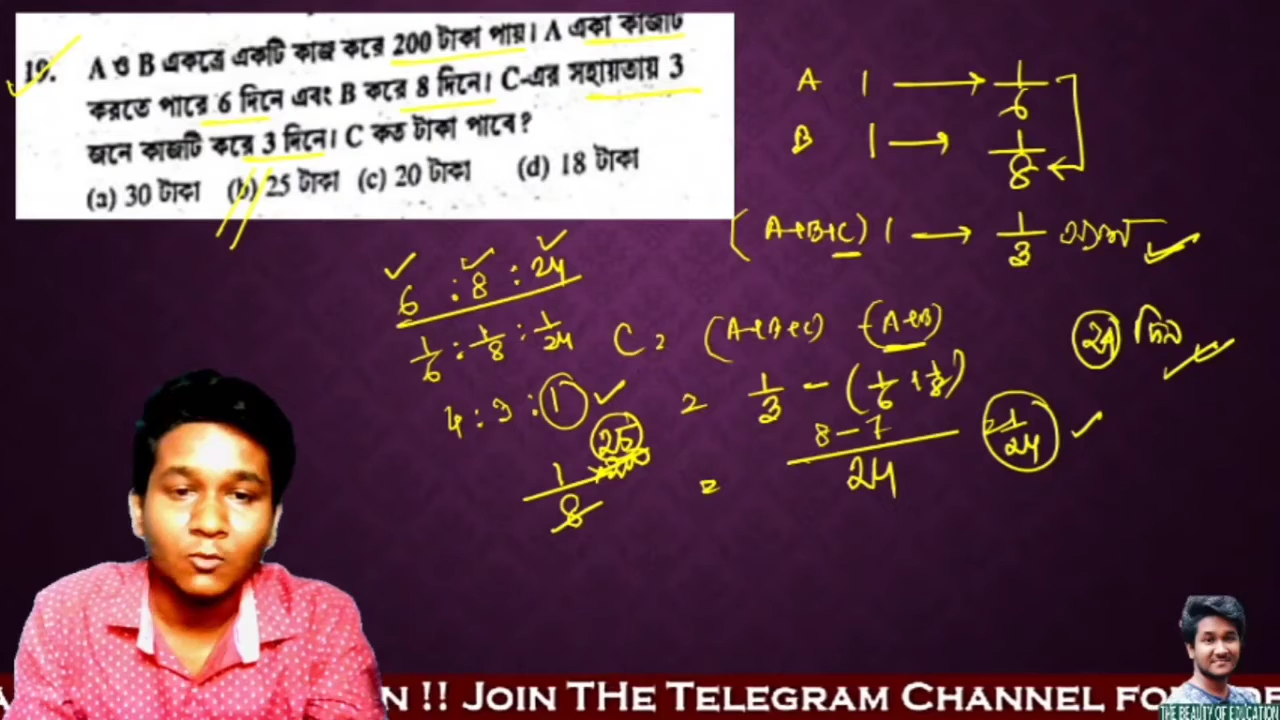 19. A ও B একত্রে একটি কাজ করে 200 টাকা পায়। A একা কাজটি
করতে পারে 6 দিনে এবং B করে 8 দিনে। C-এর সহায়তায় 3
জনে কাজটি করে 3 দিনে। C কত টাকা পাবে?
(a) 30 টাকা (b) 25 টাকা (c) 20 টাকা (d) 18 টাকা
A 1 → 1/6
B 1 → 1/8
(A+B+C) 1 → 1/3 অংশ
6 : 8 : 24
1/6 : 1/8 : 1/24
4 : 3 : 1
1/8 × 200 25
C = (A+B+C) - (A+B)
= 1/3 - (1/6 + 1/8)
= 8-7/24 = 1/24
24 দিন
N !! JOIN THE TELEGRAM CHANNEL FO
THE BEAUTY OF EDUCATION